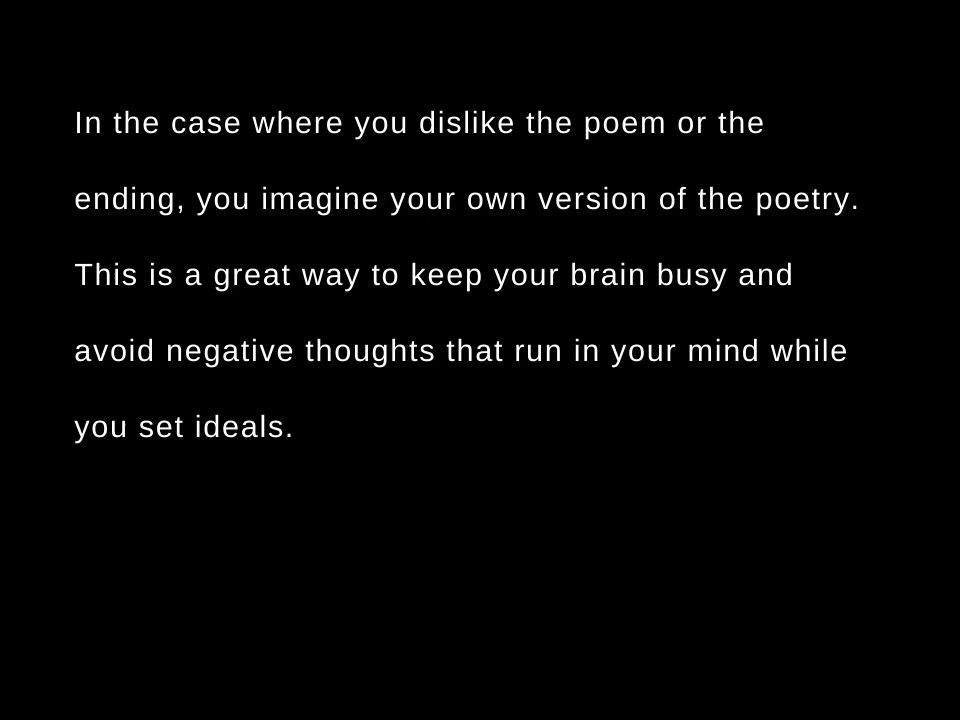 In the case where you dislike the poem or the
ending, you imagine your own version of the poetry.
This is a great way to keep your brain busy and
avoid negative thoughts that run in your mind while
you set ideals.